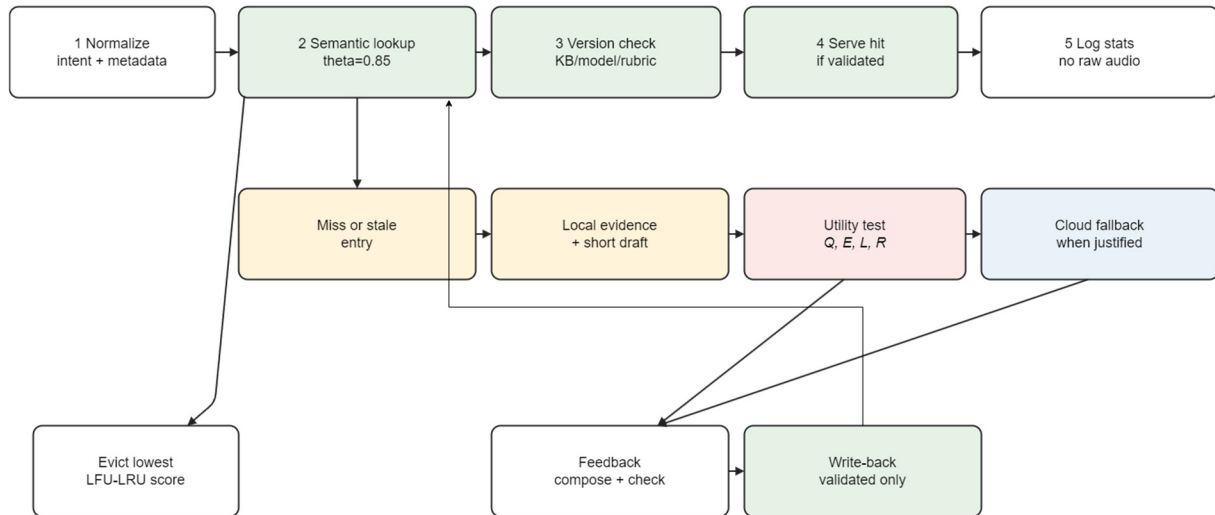 1 Normalize
intent + metadata
2 Semantic lookup
theta=0.85
3 Version check
KB/model/rubric
4 Serve hit
if validated
5 Log stats
no raw audio
Miss or stale
entry
Local evidence
+ short draft
Utility test
Q, E, L, R
Cloud fallback
when justified
Evict lowest
LFU-LRU score
Feedback
compose + check
Write-back
validated only